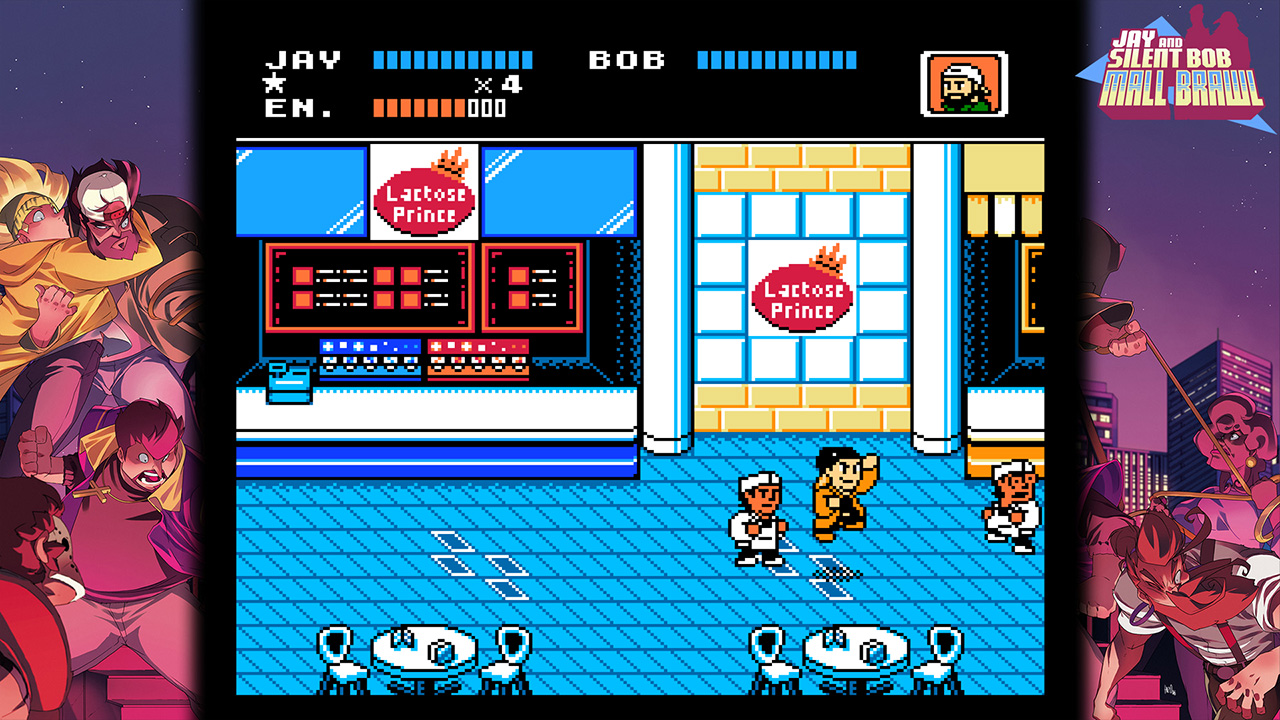 JAY
BOB
★ ×4
EN.
JAY AND
SILENT BOB
MALL BRAWL
Lactose
Prince
Lactose
Prince